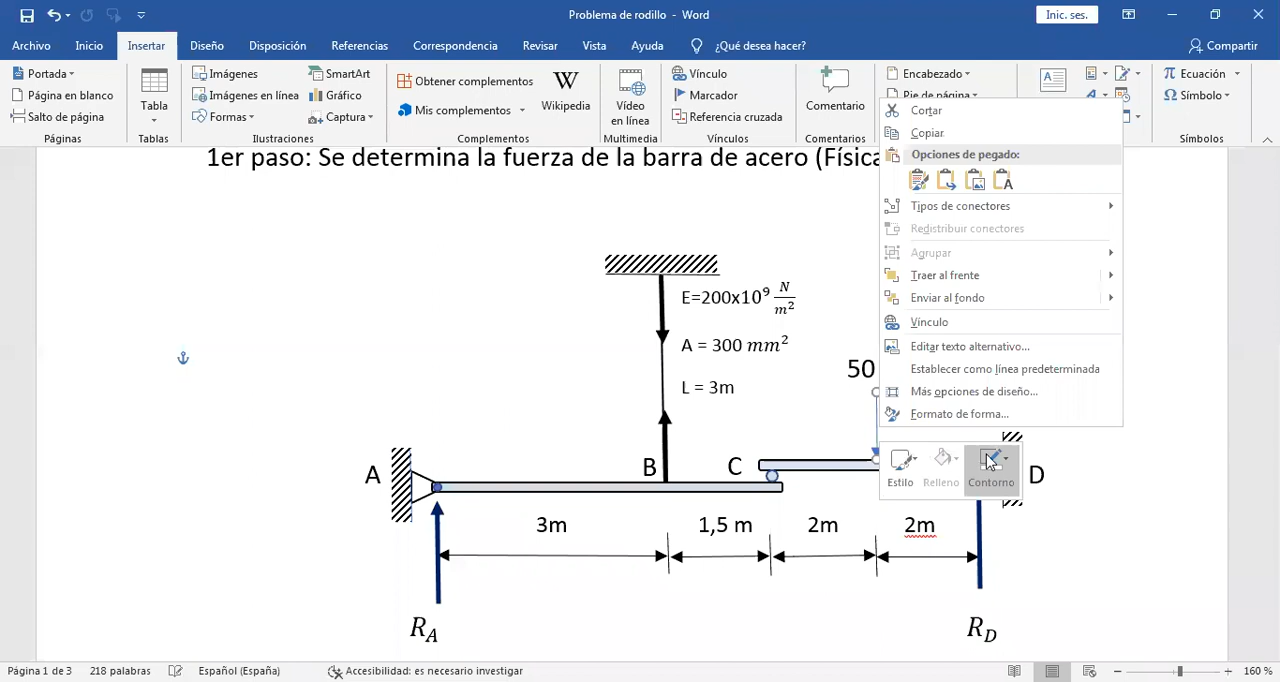 Problema de rodillo - Word
Inic. ses.
Archivo Inicio Insertar Diseño Disposición Referencias Correspondencia Revisar Vista Ayuda ¿Qué desea hacer? Compartir
Portada
Página en blanco
Salto de página
Páginas
Tabla
Tablas
Imágenes
Imágenes en línea
Formas
SmartArt
Gráfico
Captura
Ilustraciones
Obtener complementos
Mis complementos
W
Wikipedia
Complementos
Vídeo
en línea
Multimedia
Vínculo
Marcador
Referencia cruzada
Vínculos
Comentario
Comentarios
Encabezado
Pie de página
A
A
π Ecuación
Ω Símbolo
Símbolos
Cortar
Copiar
Opciones de pegado:
Tipos de conectores
Redistribuir conectores
Agrupar
Traer al frente
Enviar al fondo
Vínculo
Editar texto alternativo...
Establecer como línea predeterminada
Más opciones de diseño...
Formato de forma...
Estilo Relleno Contorno
1er paso: Se determina la fuerza de la barra de acero (Física
E=200x10⁹ N/m²
A = 300 mm²
L = 3m
50
A
B
C
D
3m 1,5 m 2m 2m
R_A
R_D
Página 1 de 3 218 palabras Español (España) Accesibilidad: es necesario investigar 160 %